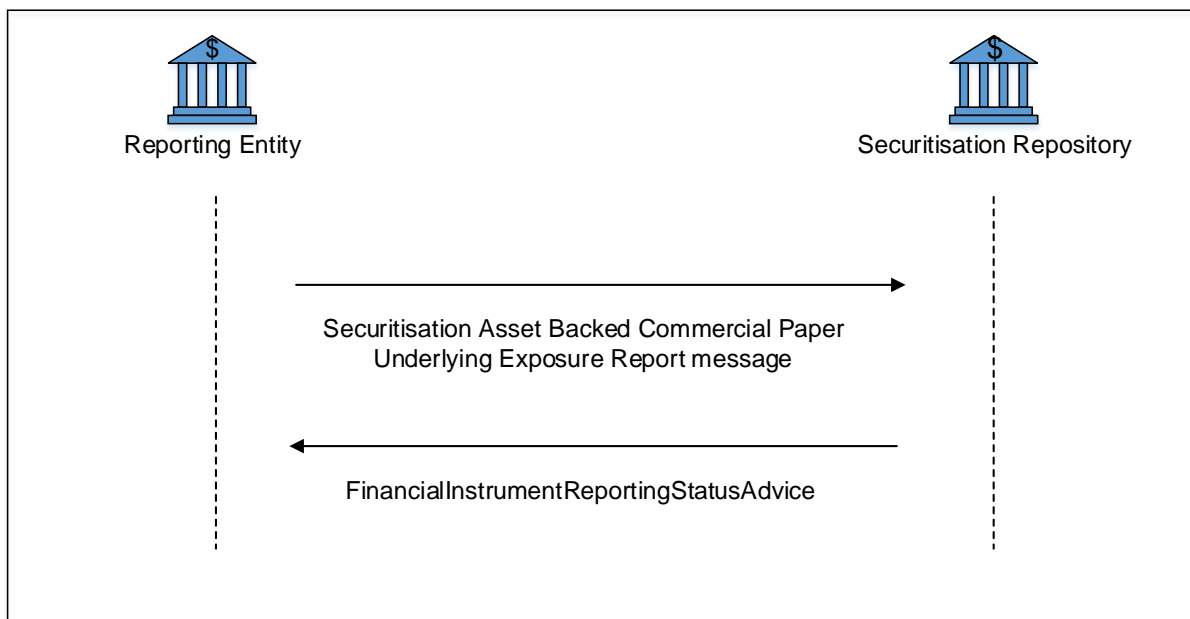 $
$
Reporting Entity
Securitisation Repository
Securitisation Asset Backed Commercial Paper
Underlying Exposure Report message
FinancialInstrumentReportingStatusAdvice